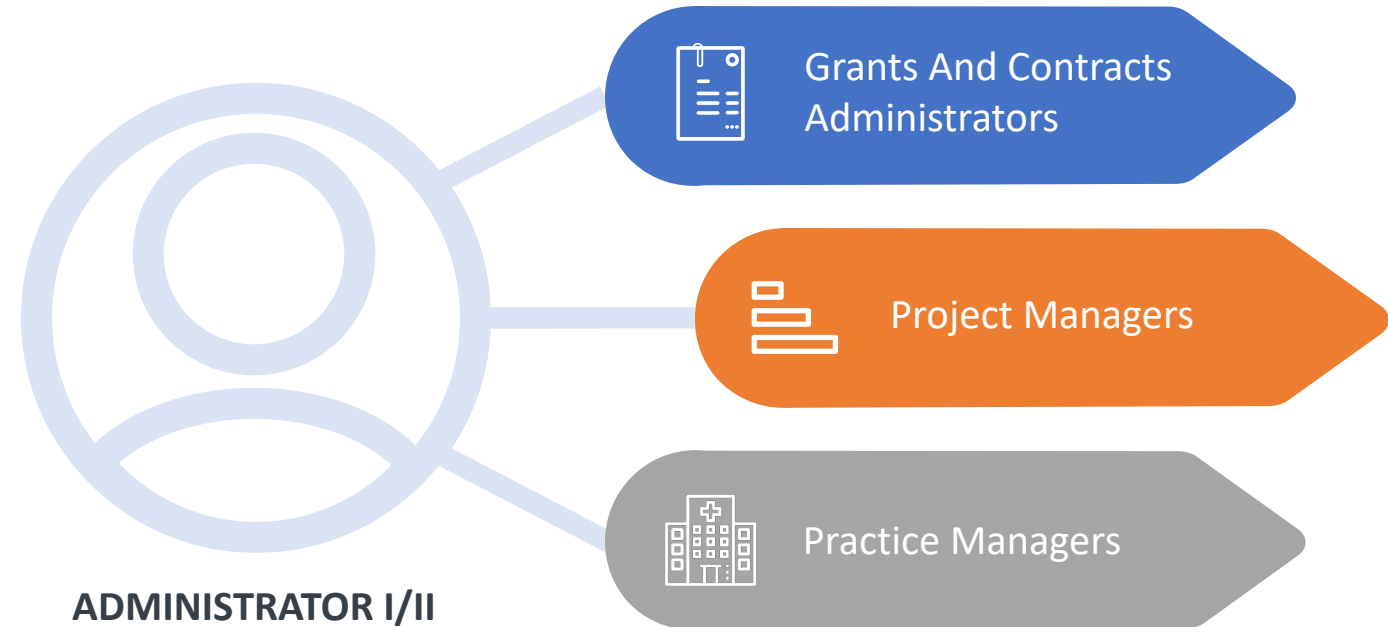 Grants And Contracts
Administrators
Project Managers
Practice Managers
ADMINISTRATOR I/II